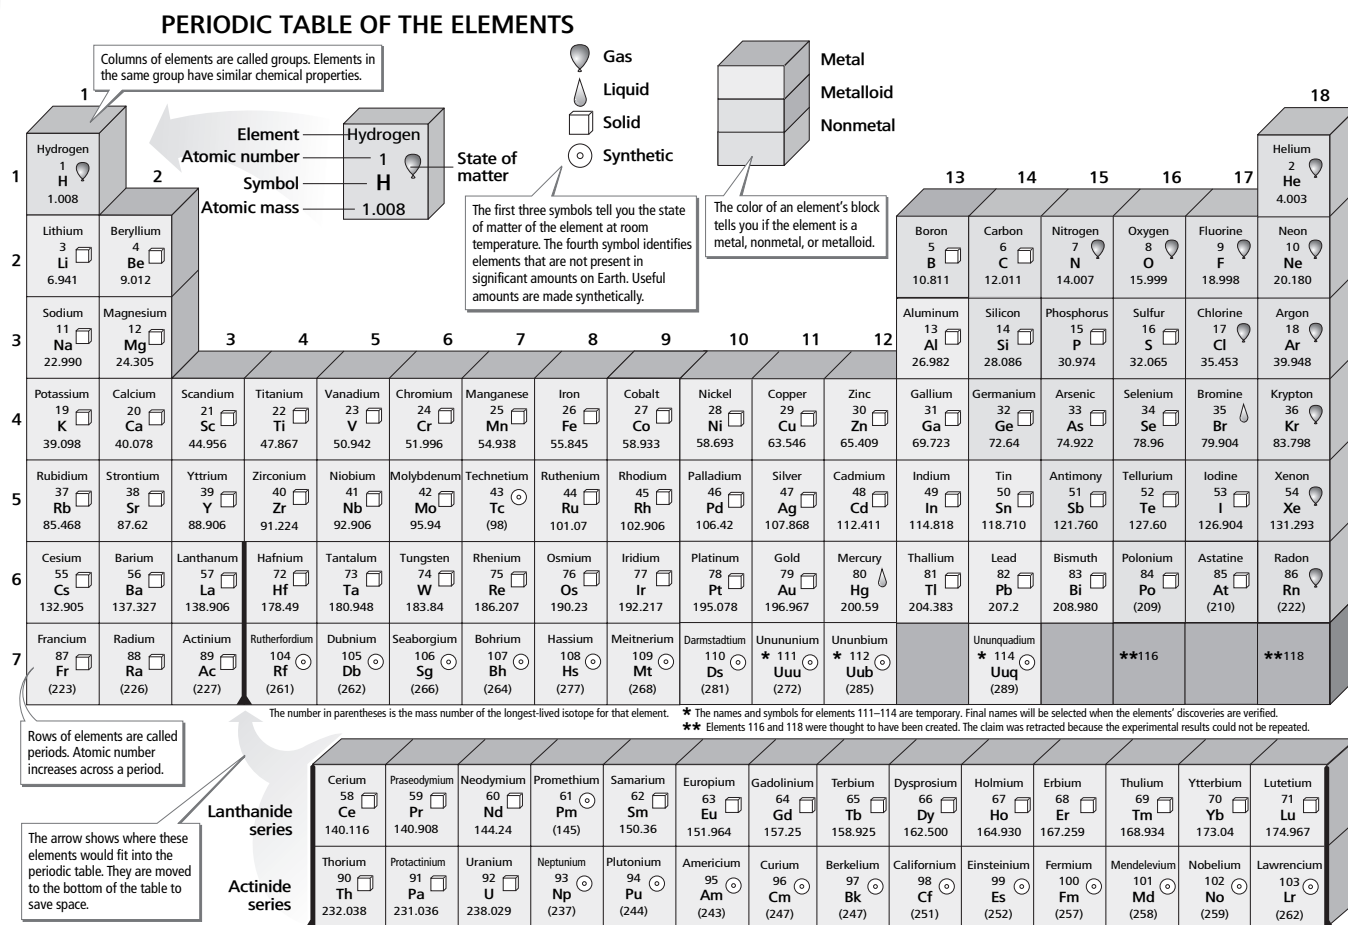 PERIODIC TABLE OF THE ELEMENTS
Columns of elements are called groups. Elements in
the same group have similar chemical properties.
Gas
Liquid
Solid
Synthetic
Metal
Metalloid
Nonmetal
Element
Atomic number
Symbol
Atomic mass
Hydrogen
1
H
1.008
State of
matter
The first three symbols tell you the state
of matter of the element at room
temperature. The fourth symbol identifies
elements that are not present in
significant amounts on Earth. Useful
amounts are made synthetically.
The color of an element's block
tells you if the element is a
metal, nonmetal, or metalloid.
1
18
2
13 14 15 16 17
3 4 5 6 7 8 9 10 11 12
1
Hydrogen Helium
1 2
H He
1.008 4.003
2
Lithium Beryllium Boron Carbon Nitrogen Oxygen Fluorine Neon
3 4 5 6 7 8 9 10
Li Be B C N O F Ne
6.941 9.012 10.811 12.011 14.007 15.999 18.998 20.180
3
Sodium Magnesium Aluminum Silicon Phosphorus Sulfur Chlorine Argon
11 12 13 14 15 16 17 18
Na Mg Al Si P S Cl Ar
22.990 24.305 26.982 28.086 30.974 32.065 35.453 39.948
4
Potassium Calcium Scandium Titanium Vanadium Chromium Manganese Iron Cobalt Nickel Copper Zinc Gallium Germanium Arsenic Selenium Bromine Krypton
19 20 21 22 23 24 25 26 27 28 29 30 31 32 33 34 35 36
K Ca Sc Ti V Cr Mn Fe Co Ni Cu Zn Ga Ge As Se Br Kr
39.098 40.078 44.956 47.867 50.942 51.996 54.938 55.845 58.933 58.693 63.546 65.409 69.723 72.64 74.922 78.96 79.904 83.798
5
Rubidium Strontium Yttrium Zirconium Niobium Molybdenum Technetium Ruthenium Rhodium Palladium Silver Cadmium Indium Tin Antimony Tellurium Iodine Xenon
37 38 39 40 41 42 43 44 45 46 47 48 49 50 51 52 53 54
Rb Sr Y Zr Nb Mo Tc Ru Rh Pd Ag Cd In Sn Sb Te I Xe
85.468 87.62 88.906 91.224 92.906 95.94 (98) 101.07 102.906 106.42 107.868 112.411 114.818 118.710 121.760 127.60 126.904 131.293
6
Cesium Barium Lanthanum Hafnium Tantalum Tungsten Rhenium Osmium Iridium Platinum Gold Mercury Thallium Lead Bismuth Polonium Astatine Radon
55 56 57 72 73 74 75 76 77 78 79 80 81 82 83 84 85 86
Cs Ba La Hf Ta W Re Os Ir Pt Au Hg Tl Pb Bi Po At Rn
132.905 137.327 138.906 178.49 180.948 183.84 186.207 190.23 192.217 195.078 196.967 200.59 204.383 207.2 208.980 (209) (210) (222)
7
Francium Radium Actinium Rutherfordium Dubnium Seaborgium Bohrium Hassium Meitnerium Darmstadtium Unununium Ununbium Ununquadium
87 88 89 104 105 106 107 108 109 110 * 111 * 112 * 114 **116 **118
Fr Ra Ac Rf Db Sg Bh Hs Mt Ds Uuu Uub Uuq
(223) (226) (227) (261) (262) (266) (264) (277) (268) (281) (272) (285) (289)
The number in parentheses is the mass number of the longest-lived isotope for that element.
* The names and symbols for elements 111–114 are temporary. Final names will be selected when the elements' discoveries are verified.
** Elements 116 and 118 were thought to have been created. The claim was retracted because the experimental results could not be repeated.
Rows of elements are called
periods. Atomic number
increases across a period.
The arrow shows where these
elements would fit into the
periodic table. They are moved
to the bottom of the table to
save space.
Lanthanide
series
Cerium Praseodymium Neodymium Promethium Samarium Europium Gadolinium Terbium Dysprosium Holmium Erbium Thulium Ytterbium Lutetium
58 59 60 61 62 63 64 65 66 67 68 69 70 71
Ce Pr Nd Pm Sm Eu Gd Tb Dy Ho Er Tm Yb Lu
140.116 140.908 144.24 (145) 150.36 151.964 157.25 158.925 162.500 164.930 167.259 168.934 173.04 174.967
Actinide
series
Thorium Protactinium Uranium Neptunium Plutonium Americium Curium Berkelium Californium Einsteinium Fermium Mendelevium Nobelium Lawrencium
90 91 92 93 94 95 96 97 98 99 100 101 102 103
Th Pa U Np Pu Am Cm Bk Cf Es Fm Md No Lr
232.038 231.036 238.029 (237) (244) (243) (247) (247) (251) (252) (257) (258) (259) (262)